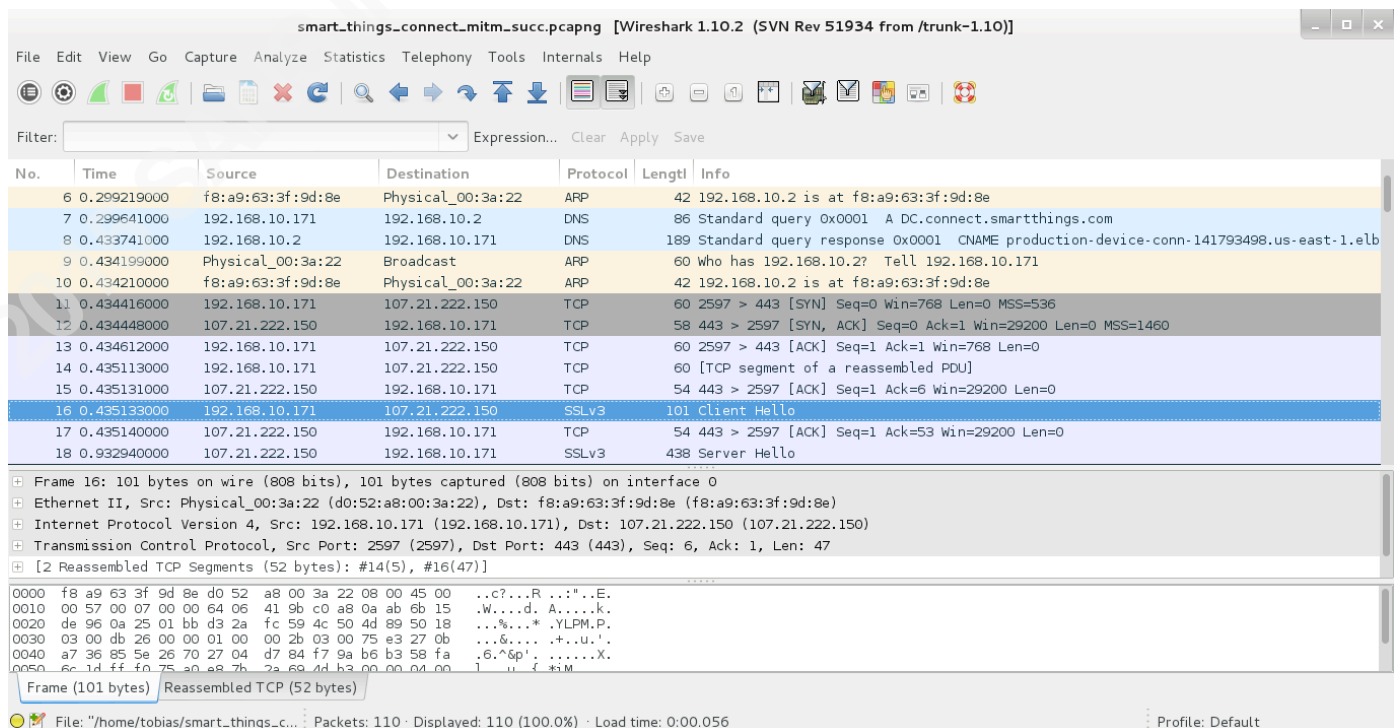 smart_things_connect_mitm_succ.pcapng [Wireshark 1.10.2 (SVN Rev 51934 from /trunk-1.10)]
File Edit View Go Capture Analyze Statistics Telephony Tools Internals Help
Filter: Expression... Clear Apply Save
No. Time Source Destination Protocol Lengtl Info
6 0.299219000 f8:a9:63:3f:9d:8e Physical_00:3a:22 ARP 42 192.168.10.2 is at f8:a9:63:3f:9d:8e
7 0.299641000 192.168.10.171 192.168.10.2 DNS 86 Standard query 0x0001 A DC.connect.smartthings.com
8 0.433741000 192.168.10.2 192.168.10.171 DNS 189 Standard query response 0x0001 CNAME production-device-conn-141793498.us-east-1.elb
9 0.434199000 Physical_00:3a:22 Broadcast ARP 60 Who has 192.168.10.2? Tell 192.168.10.171
10 0.434210000 f8:a9:63:3f:9d:8e Physical_00:3a:22 ARP 42 192.168.10.2 is at f8:a9:63:3f:9d:8e
11 0.434416000 192.168.10.171 107.21.222.150 TCP 60 2597 > 443 [SYN] Seq=0 Win=768 Len=0 MSS=536
12 0.434448000 107.21.222.150 192.168.10.171 TCP 58 443 > 2597 [SYN, ACK] Seq=0 Ack=1 Win=29200 Len=0 MSS=1460
13 0.434612000 192.168.10.171 107.21.222.150 TCP 60 2597 > 443 [ACK] Seq=1 Ack=1 Win=768 Len=0
14 0.435113000 192.168.10.171 107.21.222.150 TCP 60 [TCP segment of a reassembled PDU]
15 0.435131000 107.21.222.150 192.168.10.171 TCP 54 443 > 2597 [ACK] Seq=1 Ack=6 Win=29200 Len=0
16 0.435133000 192.168.10.171 107.21.222.150 SSLv3 101 Client Hello
17 0.435140000 107.21.222.150 192.168.10.171 TCP 54 443 > 2597 [ACK] Seq=1 Ack=53 Win=29200 Len=0
18 0.932940000 107.21.222.150 192.168.10.171 SSLv3 438 Server Hello
Frame 16: 101 bytes on wire (808 bits), 101 bytes captured (808 bits) on interface 0
Ethernet II, Src: Physical_00:3a:22 (d0:52:a8:00:3a:22), Dst: f8:a9:63:3f:9d:8e (f8:a9:63:3f:9d:8e)
Internet Protocol Version 4, Src: 192.168.10.171 (192.168.10.171), Dst: 107.21.222.150 (107.21.222.150)
Transmission Control Protocol, Src Port: 2597 (2597), Dst Port: 443 (443), Seq: 6, Ack: 1, Len: 47
[2 Reassembled TCP Segments (52 bytes): #14(5), #16(47)]
0000 f8 a9 63 3f 9d 8e d0 52 a8 00 3a 22 08 00 45 00 ..c?...R ..:"..E.
0010 00 57 00 07 00 00 64 06 41 9b c0 a8 0a ab 6b 15 .W....d. A.....k.
0020 de 96 0a 25 01 bb d3 2a fc 59 4c 50 4d 89 50 18 ...%...* .YLPM.P.
0030 03 00 db 26 00 00 01 00 00 2b 03 00 75 e3 27 0b ...&.... .+..u.'.
0040 a7 36 85 5e 26 70 27 04 d7 84 f7 9a b6 b3 58 fa .6.^&p'. ......X.
0050 6c 1d ff f0 75 a0 e8 7b 2a 69 4d b3 00 00 04 00
Frame (101 bytes) Reassembled TCP (52 bytes)
File: "/home/tobias/smart_things_c... Packets: 110 · Displayed: 110 (100.0%) · Load time: 0:00.056 Profile: Default